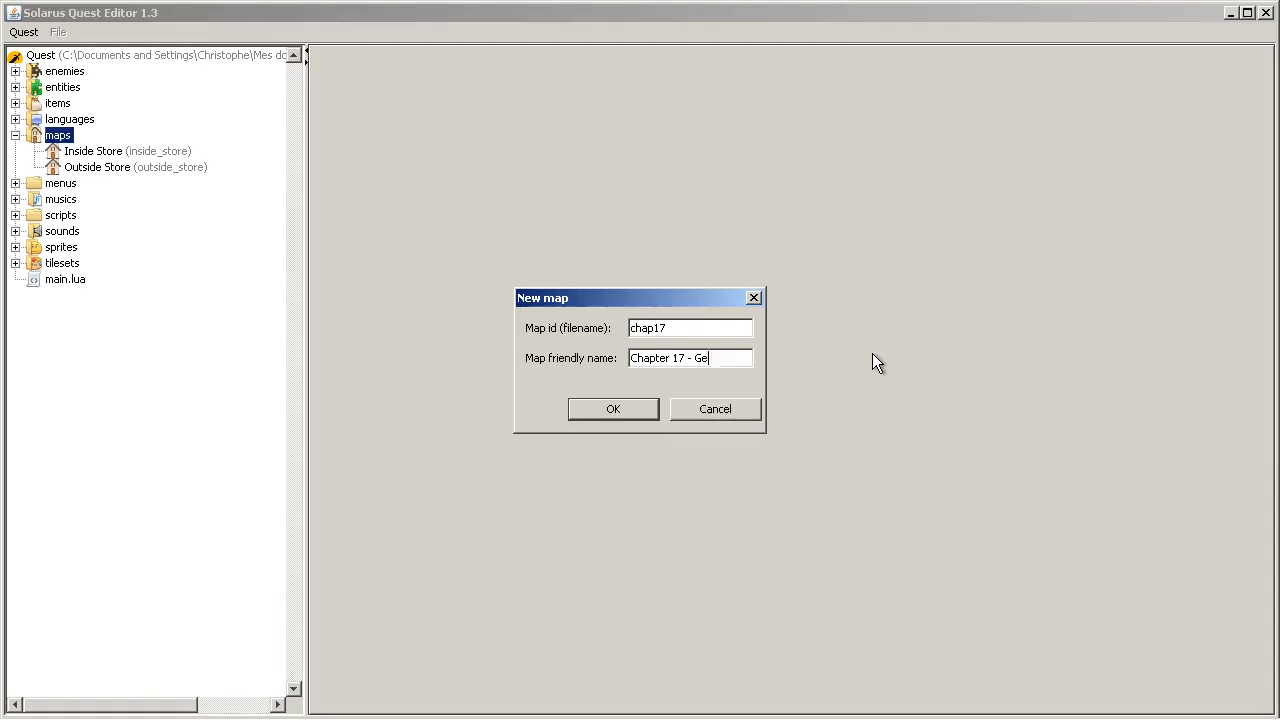 Solarus Quest Editor 1.3
Quest File
Quest (C:\Documents and Settings\Christophe\Mes do
enemies
entities
items
languages
maps
Inside Store (inside_store)
Outside Store (outside_store)
menus
musics
scripts
sounds
sprites
tilesets
main.lua
New map
Map id (filename): chap17
Map friendly name: Chapter 17 - Ge
OK Cancel